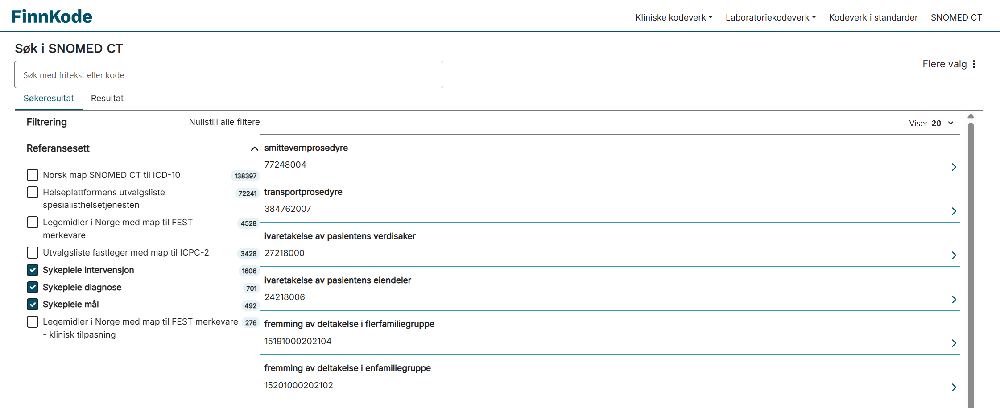 FinnKode
Kliniske kodeverk
Laboratoriekodeverk
Kodeverk i standarder
SNOMED CT
Søk i SNOMED CT
Søk med fritekst eller kode
Flere valg
Søkeresultat
Resultat
Filtrering
Nullstill alle filtere
Referansesett
Norsk map SNOMED CT til ICD-10
138397
Helseplattformens utvalgsliste
spesialisthelsetjenesten
72241
Legemidler i Norge med map til FEST
merkevare
4528
Utvalgsliste fastleger med map til ICPC-2
3428
Sykepleie intervensjon
1606
Sykepleie diagnose
701
Sykepleie mål
492
Legemidler i Norge med map til FEST merkevare
- klinisk tilpasning
276
Viser 20
smittevernprosedyre
77248004
transportprosedyre
384762007
ivaretakelse av pasientens verdisaker
27218000
ivaretakelse av pasientens eiendeler
24218006
fremming av deltakelse i flerfamiliegruppe
15191000202104
fremming av deltakelse i enfamiliegruppe
15201000202102